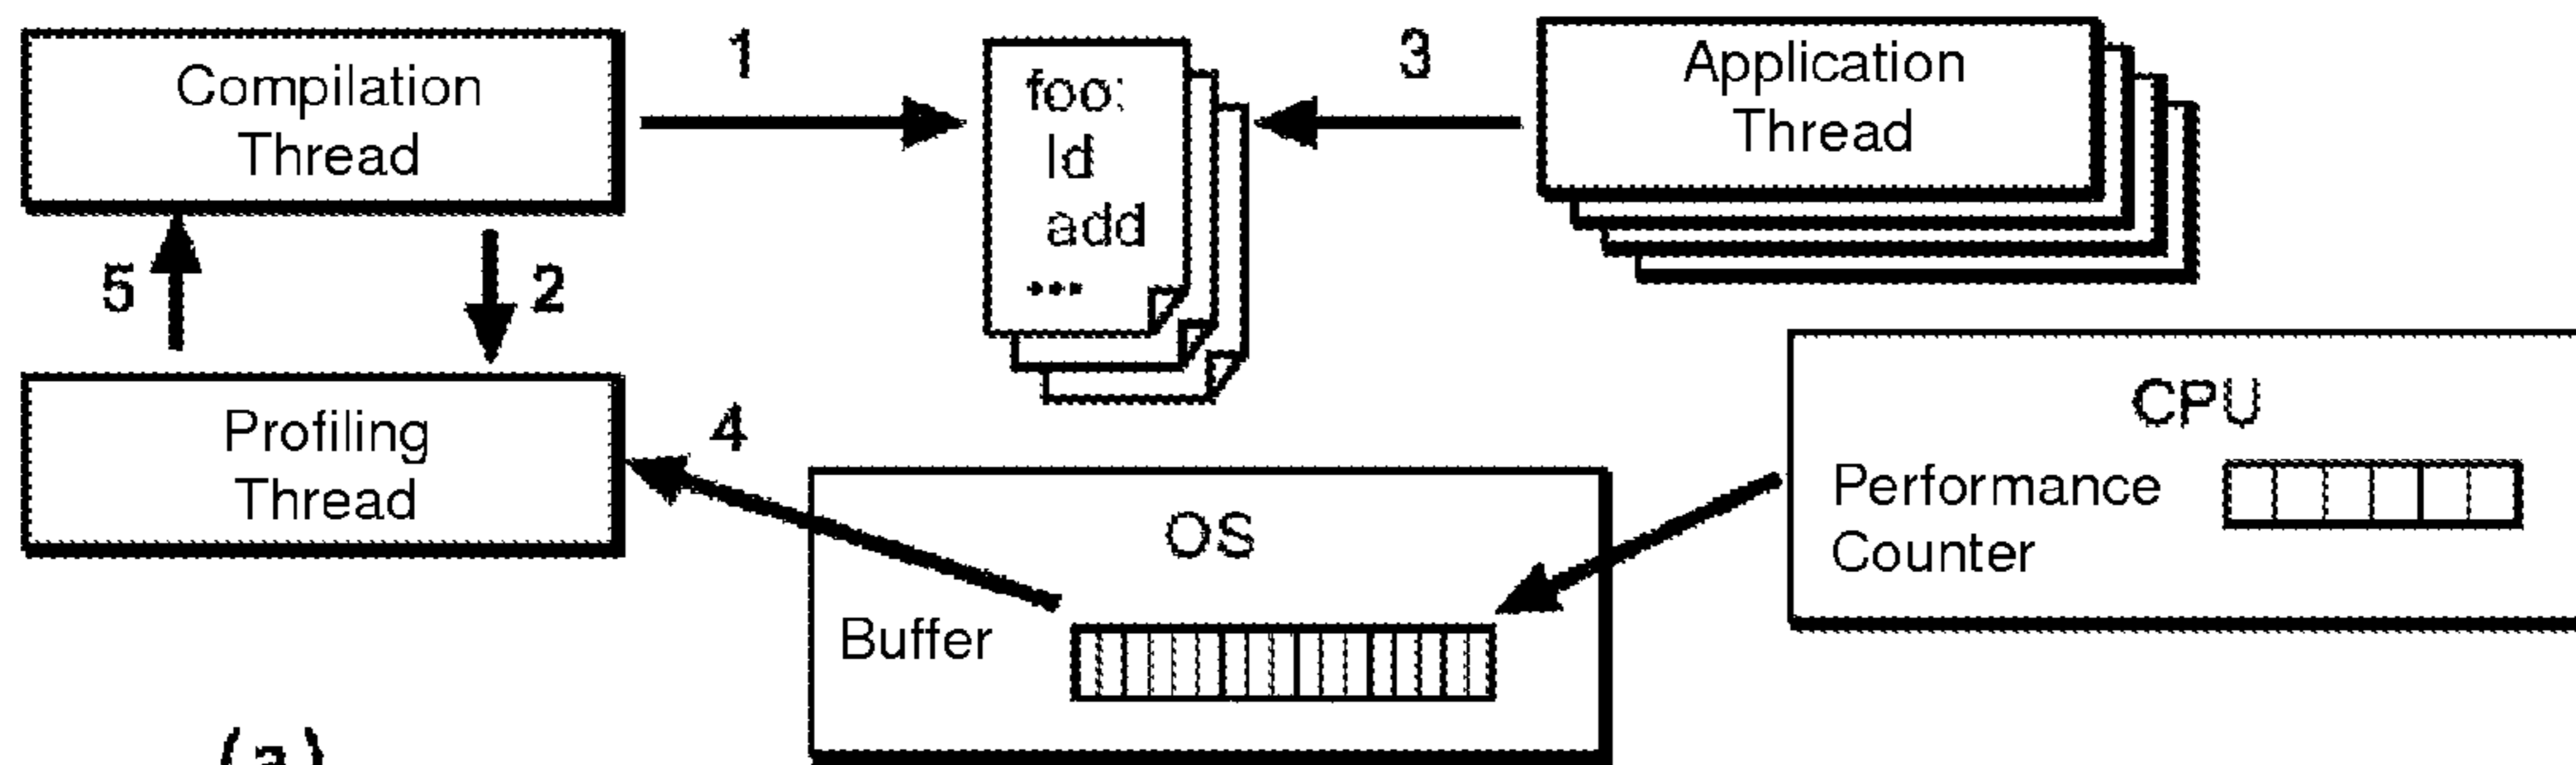 Compilation
Thread
1
foo:
ld
add
...
3
Application
Thread
5
2
Profiling
Thread
4
OS
Buffer
CPU
Performance
Counter
(a)